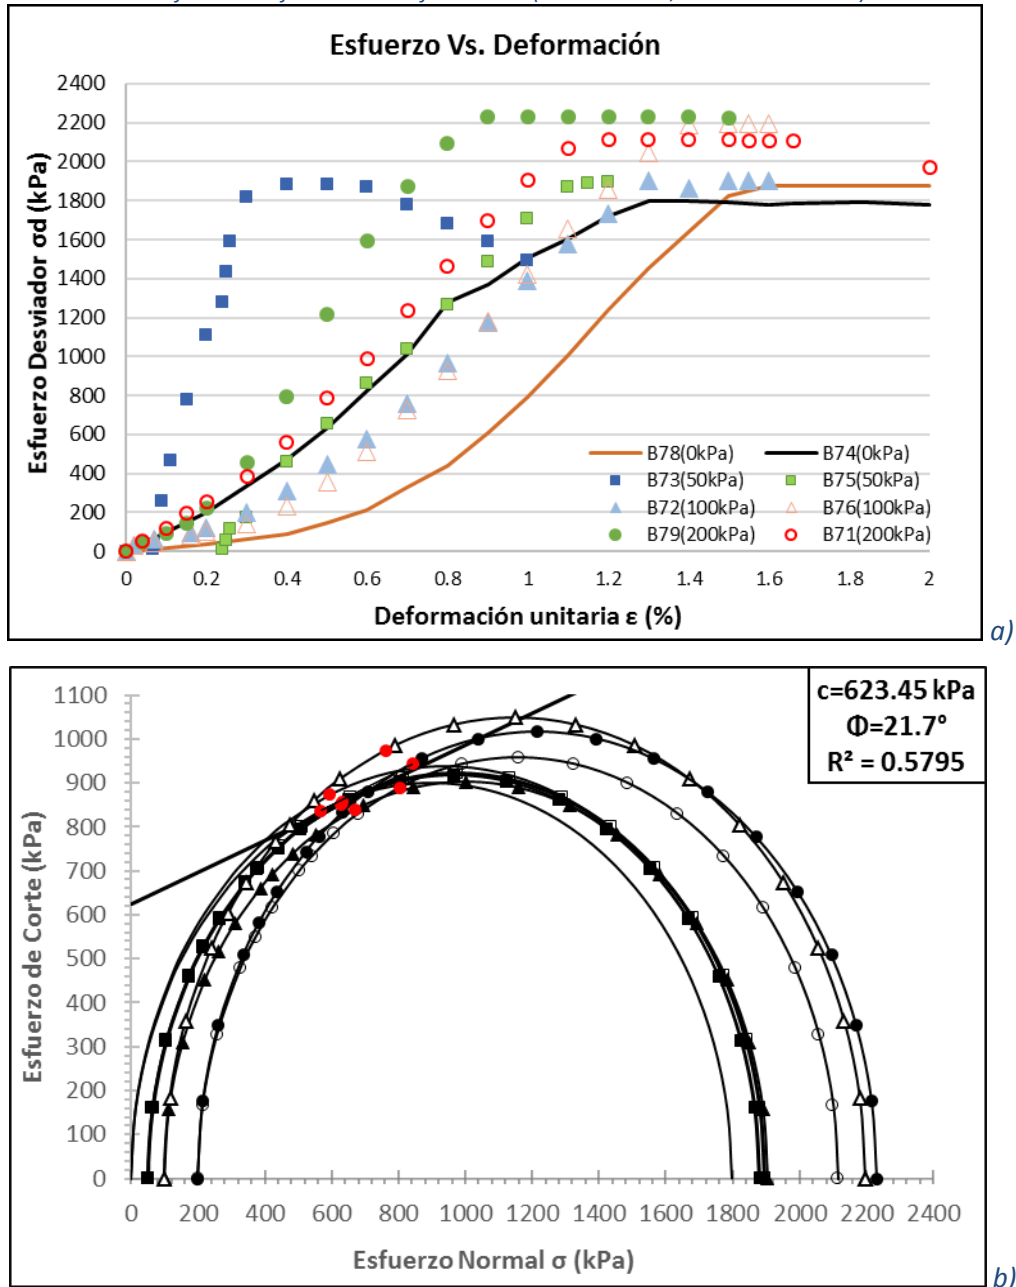 Esfuerzo Vs. Deformación
2400
2200
2000
1800
1600
1400
1200
1000
800
600
400
200
0
Esfuerzo Desviador σd (kPa)
B78(0kPa) B74(0kPa)
B73(50kPa) B75(50kPa)
B72(100kPa) B76(100kPa)
B79(200kPa) B71(200kPa)
0 0.2 0.4 0.6 0.8 1 1.2 1.4 1.6 1.8 2
Deformación unitaria ε (%)
a)
c=623.45 kPa
Φ=21.7°
R² = 0.5795
1100
1000
900
800
700
600
500
400
300
200
100
0
Esfuerzo de Corte (kPa)
0 200 400 600 800 1000 1200 1400 1600 1800 2000 2200 2400
Esfuerzo Normal σ (kPa)
b)